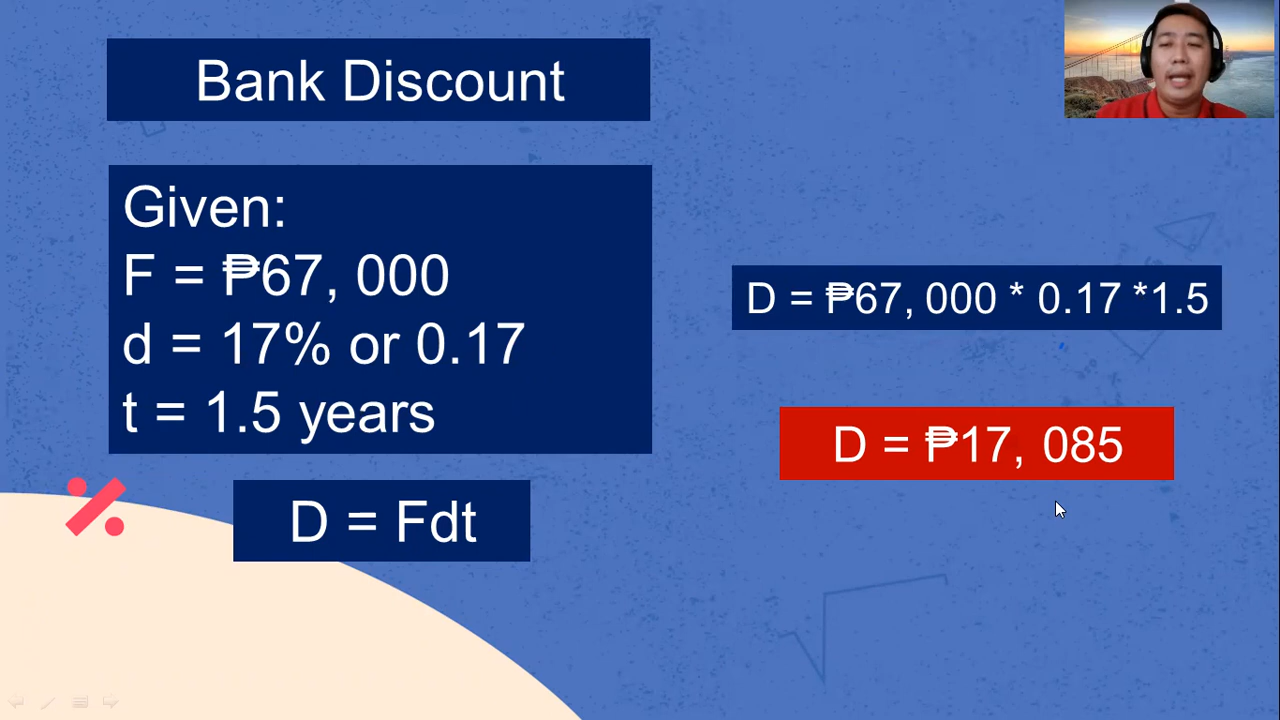 Bank Discount
Given:
F = ₱67, 000
d = 17% or 0.17
t = 1.5 years
D = Fdt
D = ₱67, 000 * 0.17 *1.5
D = ₱17, 085